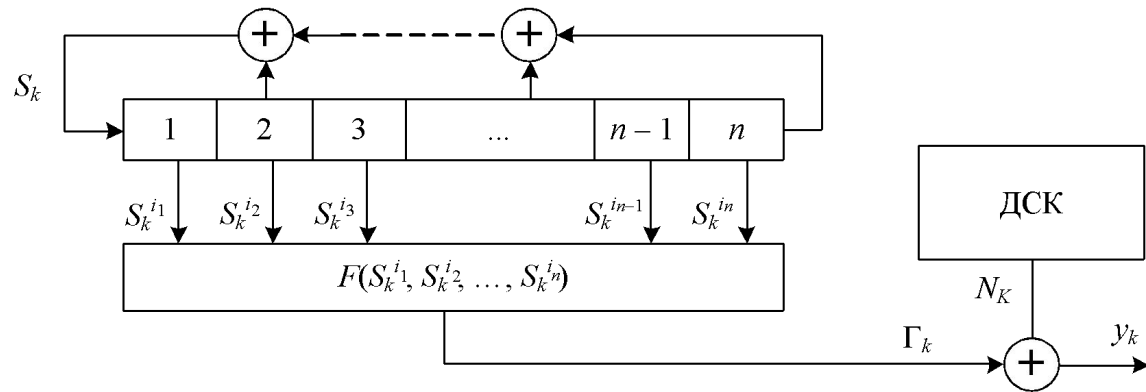 + +
S_k
1 2 3 ... n – 1 n
S_k^{i_1} S_k^{i_2} S_k^{i_3} S_k^{i_{n–1}} S_k^{i_n}
ДСК
F(S_k^{i_1}, S_k^{i_2}, …, S_k^{i_n})
N_K
Γ_k + y_k